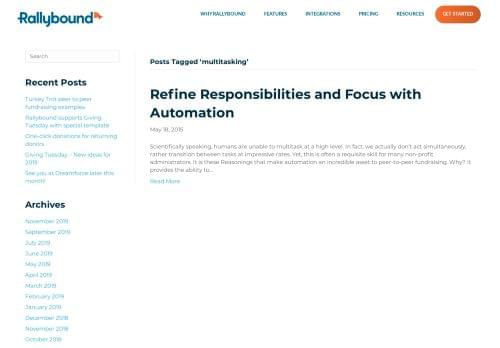 Rallybound
WHY RALLYBOUND FEATURES INTEGRATIONS PRICING RESOURCES GET STARTED
Search
Recent Posts
Turkey Trot peer to peer
fundraising examples
Rallybound supports Giving
Tuesday with special template
One-click donations for returning
donors
Giving Tuesday – New ideas for
2019
See you at Dreamforce later this
month!
Archives
November 2019
September 2019
July 2019
June 2019
May 2019
April 2019
March 2019
February 2019
January 2019
December 2018
November 2018
October 2018
Posts Tagged ‘multitasking’
Refine Responsibilities and Focus with
Automation
May 18, 2015
Scientifically speaking, humans are unable to multitask at a high level. In fact, we actually don’t act simultaneously,
rather transition between tasks at impressive rates. Yet, this is often a requisite skill for many non-profit
administrators. It is these Reasonings that make automation an incredible asset to peer-to-peer fundraising. Why? It
provides the ability to…
Read More